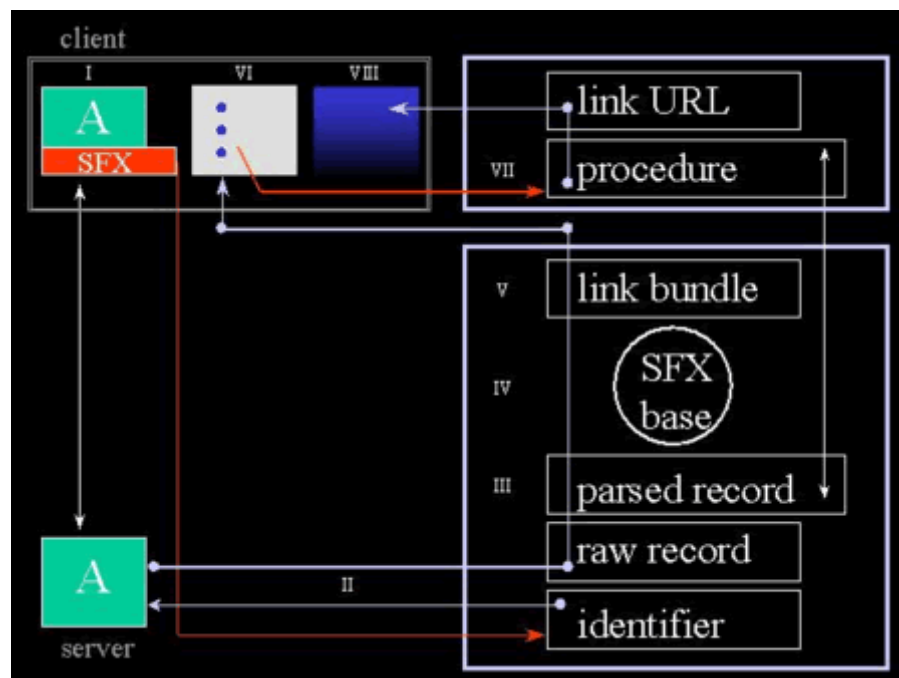 client
I
VI
VIII
A
SFX
link URL
VII
procedure
V
link bundle
IV
SFX
base
III
parsed record
raw record
A
II
identifier
server